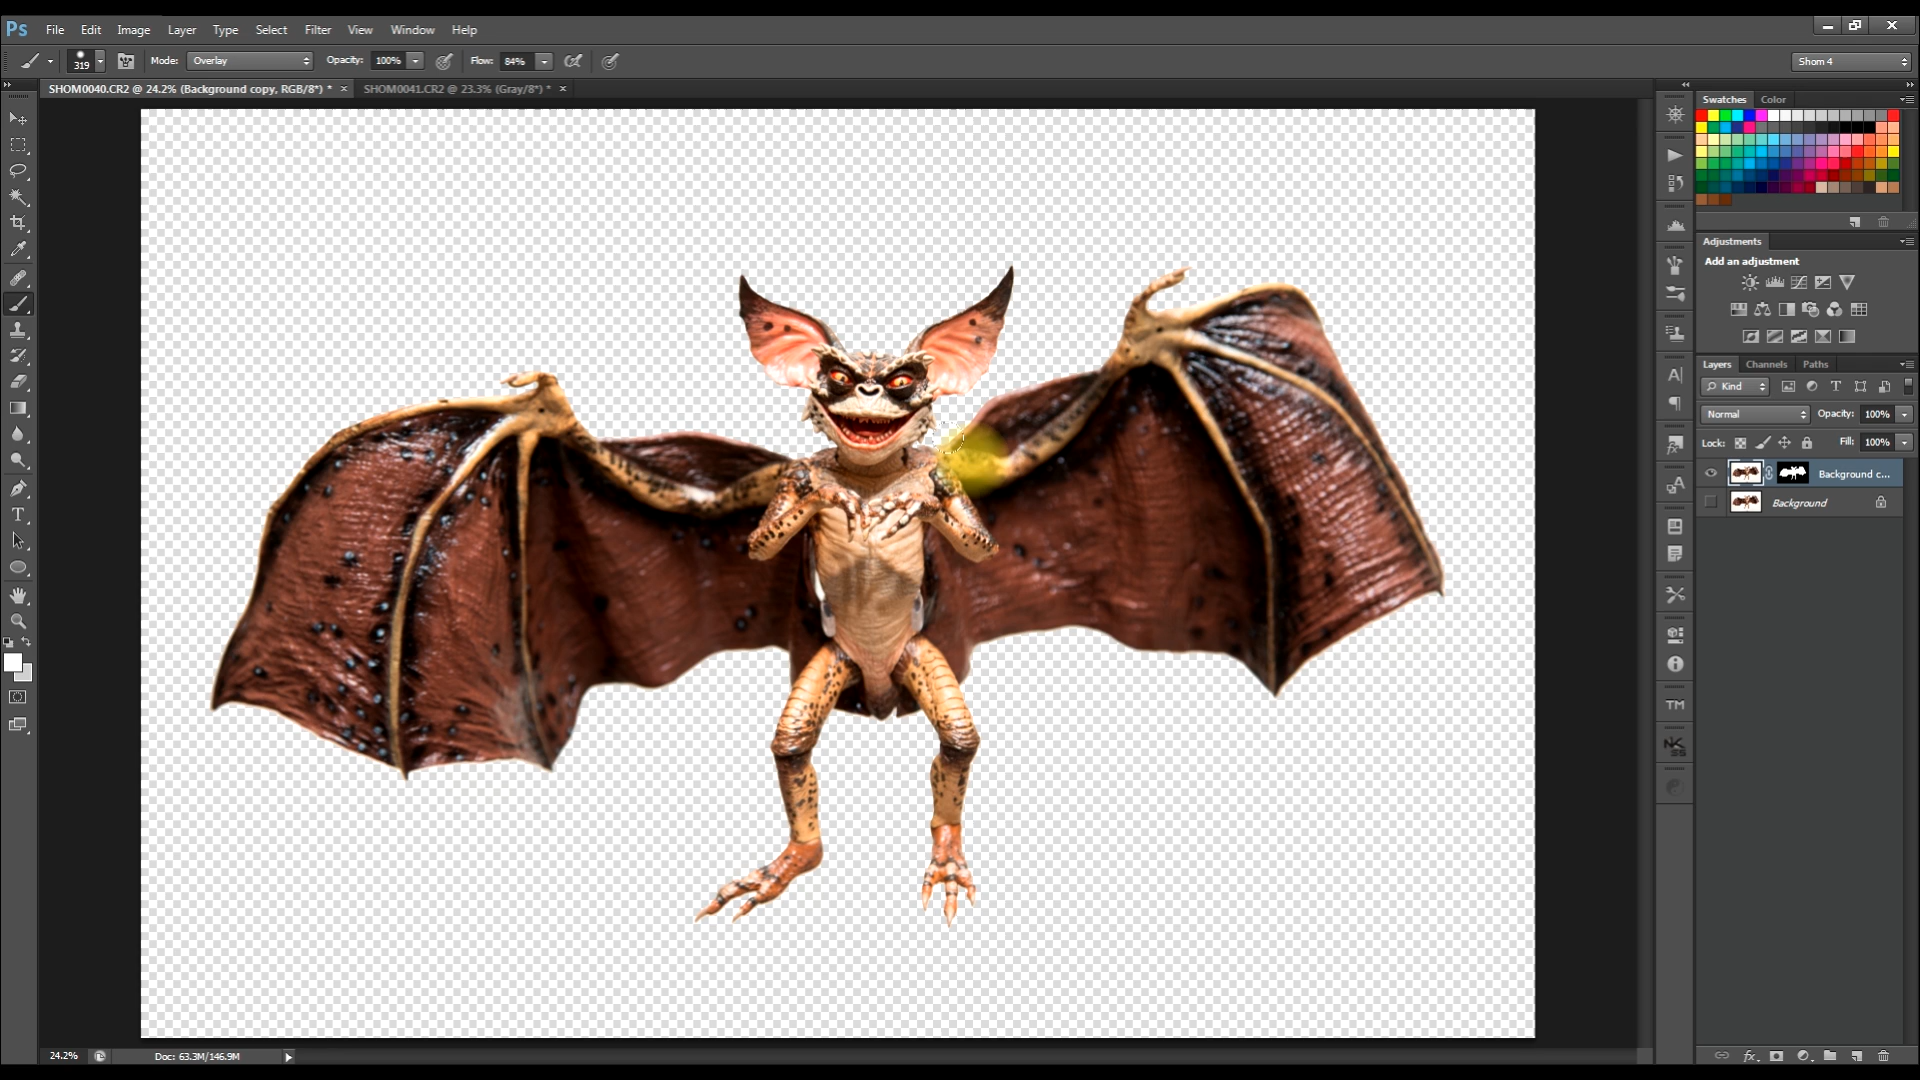 Ps File Edit Image Layer Type Select Filter View Window Help
319 Mode: Overlay Opacity: 100% Flow: 84% Shom 4
SHOM0040.CR2 @ 24.2% (Background copy, RGB/8*) * × SHOM0041.CR2 @ 23.3% (Gray/8*) * ×
Swatches Color
Adjustments
Add an adjustment
Layers Channels Paths
Kind T
Normal Opacity: 100%
Lock: Fill: 100%
Background c...
Background
A|
A
T
TM
24.2% Doc: 63.3M/146.9M
fx